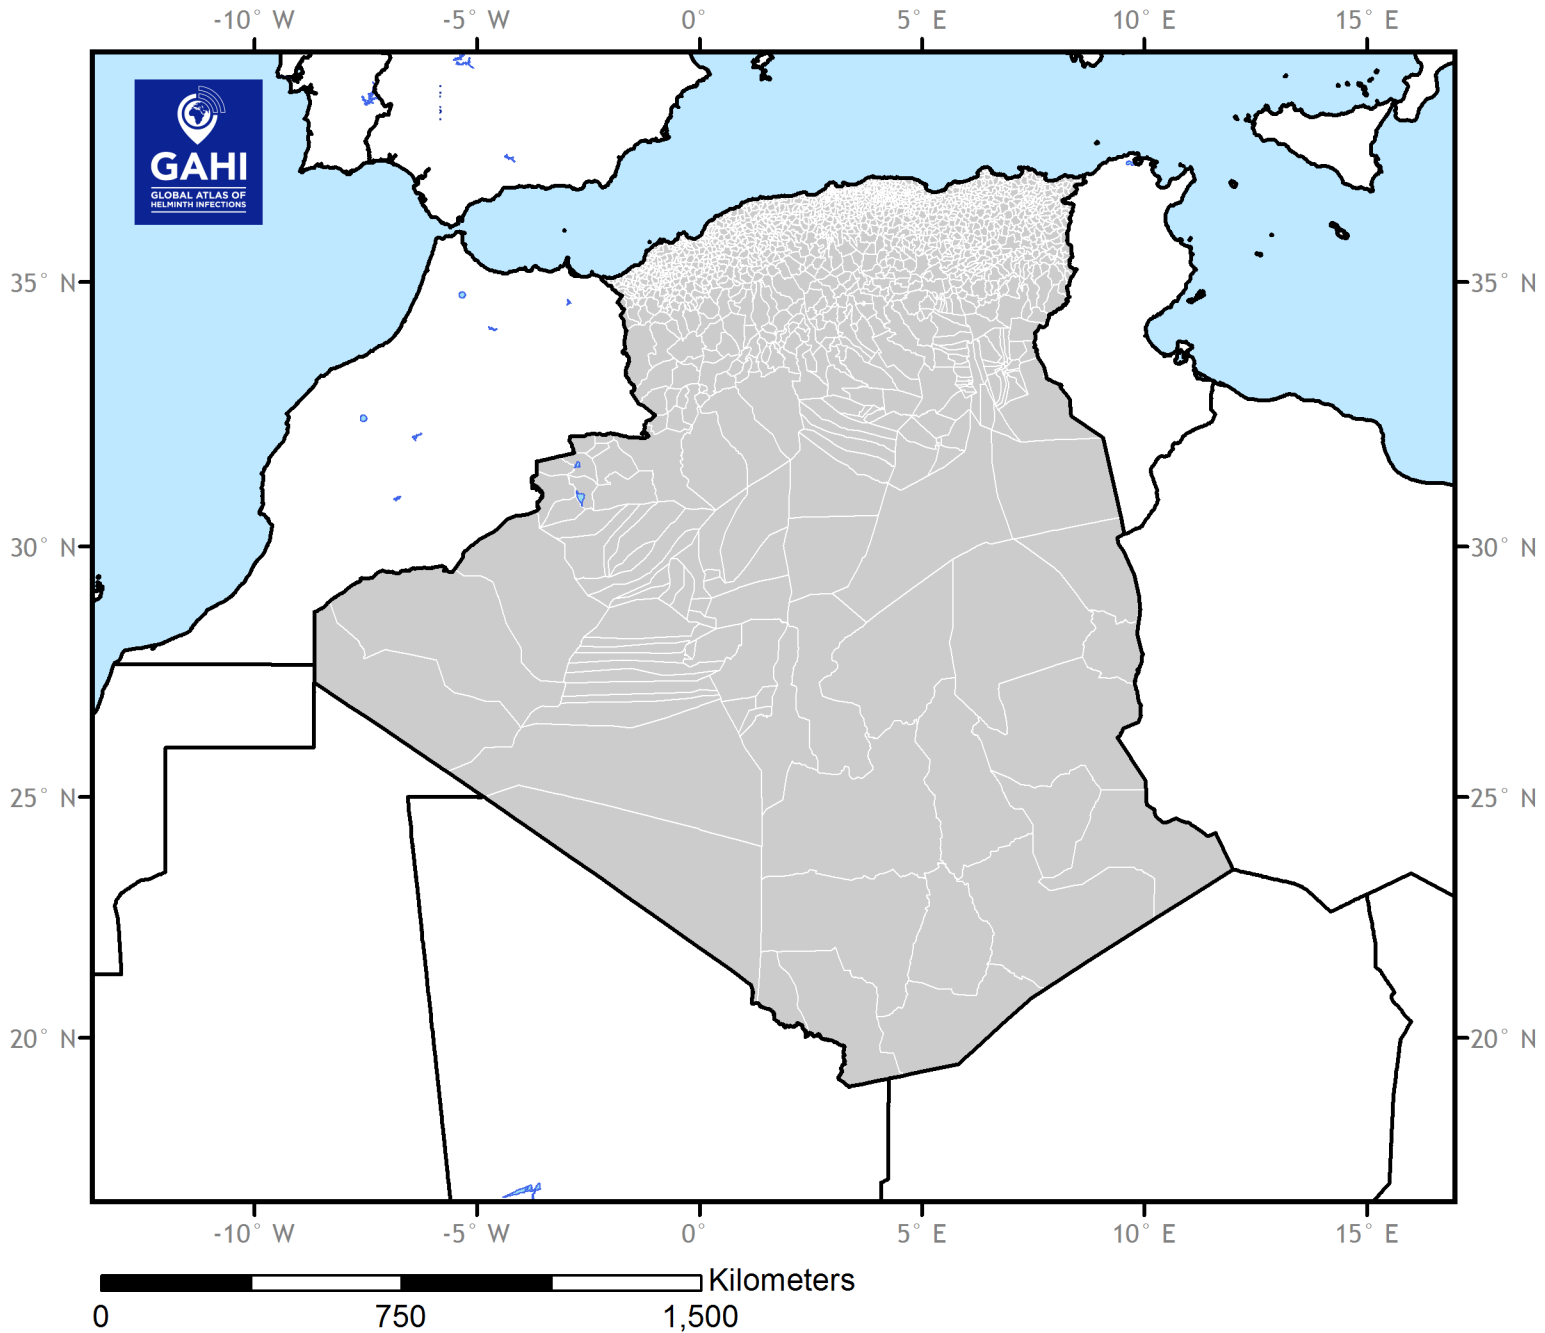 -10° W -5° W 0° 5° E 10° E 15° E
GAHI
GLOBAL ATLAS OF
HELMINTH INFECTIONS
35° N 35° N
30° N 30° N
25° N 25° N
20° N 20° N
-10° W -5° W 0° 5° E 10° E 15° E
Kilometers
0 750 1,500